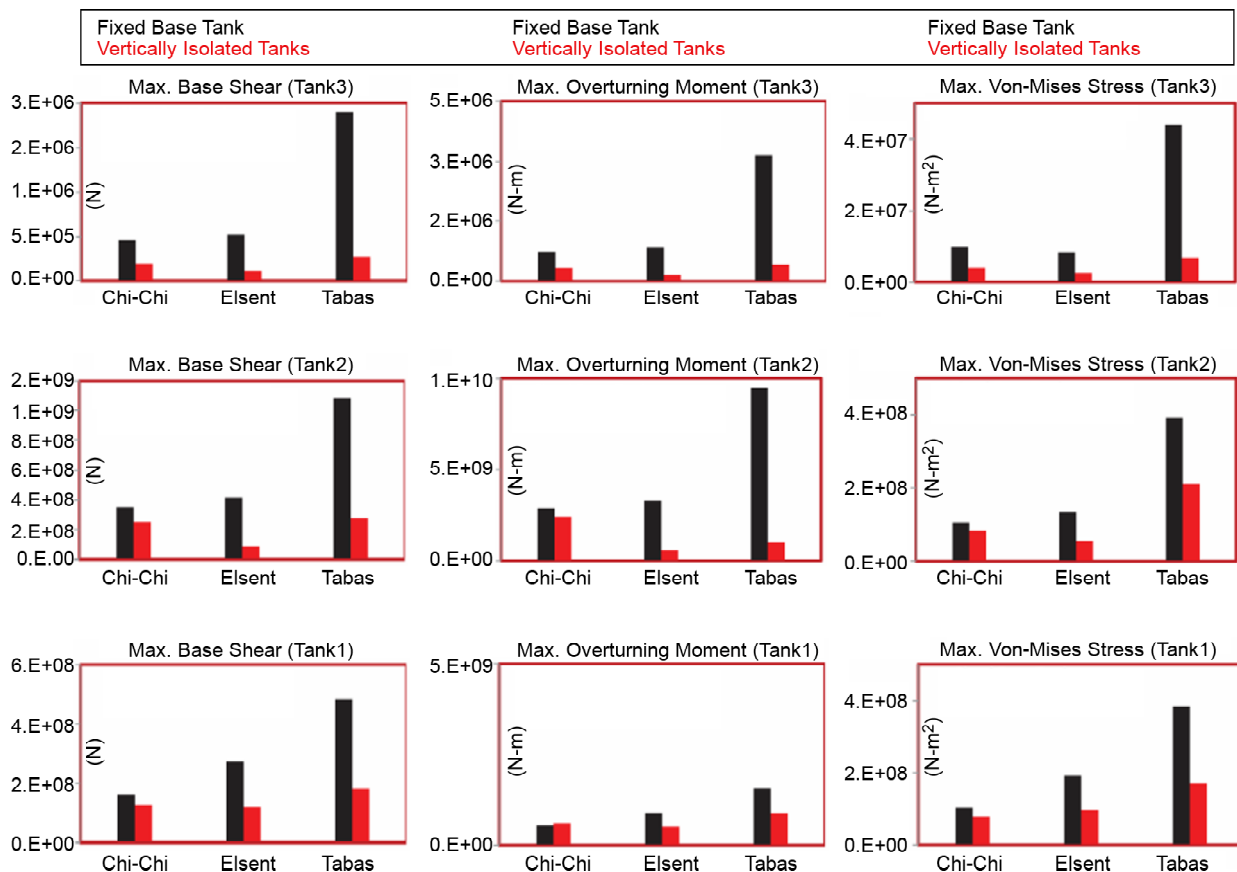 Fixed Base Tank Fixed Base Tank Fixed Base Tank
Vertically Isolated Tanks Vertically Isolated Tanks Vertically Isolated Tanks
Max. Base Shear (Tank3)
3.E+06
2.E+06
1.E+06
5.E+05
0.E+00
(N)
Chi-Chi Elsent Tabas
Max. Overturning Moment (Tank3)
5.E+06
3.E+06
2.E+06
0.E+00
(N-m)
Chi-Chi Elsent Tabas
Max. Von-Mises Stress (Tank3)
4.E+07
2.E+07
0.E+00
(N-m²)
Chi-Chi Elsent Tabas
Max. Base Shear (Tank2)
2.E+09
1.E+09
8.E+08
6.E+08
4.E+08
2.E+08
0.E.00
(N)
Chi-Chi Elsent Tabas
Max. Overturning Moment (Tank2)
1.E+10
5.E+09
0.E+00
(N-m)
Chi-Chi Elsent Tabas
Max. Von-Mises Stress (Tank2)
4.E+08
2.E+08
0.E+00
(N-m²)
Chi-Chi Elsent Tabas
Max. Base Shear (Tank1)
6.E+08
4.E+08
2.E+08
0.E+00
(N)
Chi-Chi Elsent Tabas
Max. Overturning Moment (Tank1)
5.E+09
0.E+00
(N-m)
Chi-Chi Elsent Tabas
Max. Von-Mises Stress (Tank1)
4.E+08
2.E+08
0.E+00
(N-m²)
Chi-Chi Elsent Tabas